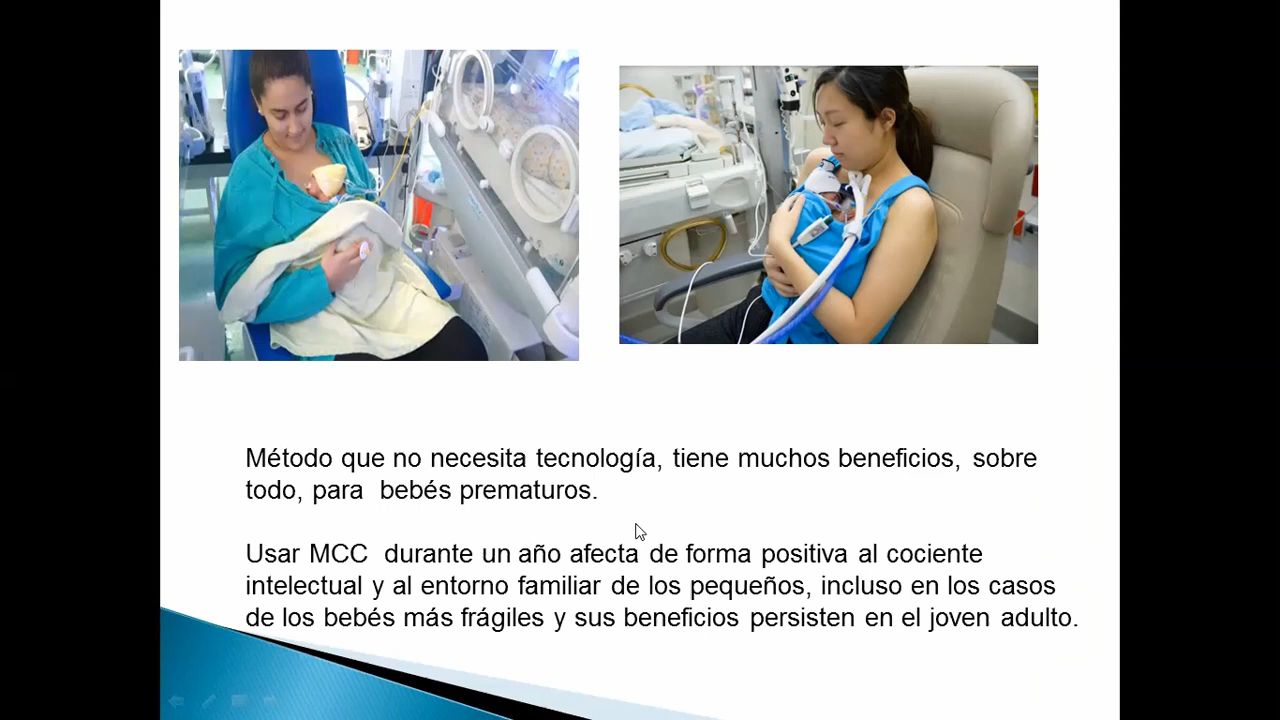 Método que no necesita tecnología, tiene muchos beneficios, sobre
todo, para  bebés prematuros.
Usar MCC  durante un año afecta de forma positiva al cociente
intelectual y al entorno familiar de los pequeños, incluso en los casos
de los bebés más frágiles y sus beneficios persisten en el joven adulto.